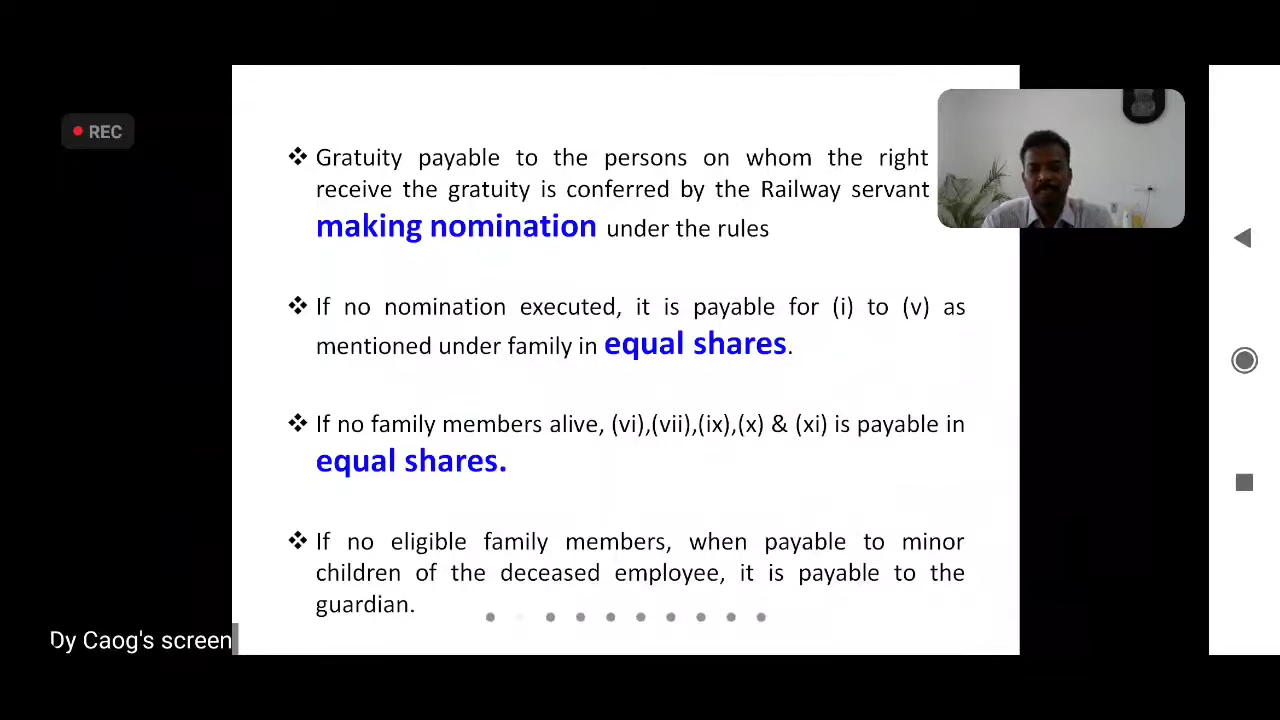 REC
❖ Gratuity payable to the persons on whom the right
receive the gratuity is conferred by the Railway servant
making nomination under the rules
❖ If no nomination executed, it is payable for (i) to (v) as
mentioned under family in equal shares.
❖ If no family members alive, (vi),(vii),(ix),(x) & (xi) is payable in
equal shares.
❖ If no eligible family members, when payable to minor
children of the deceased employee, it is payable to the
guardian.
Dy Caog's screen